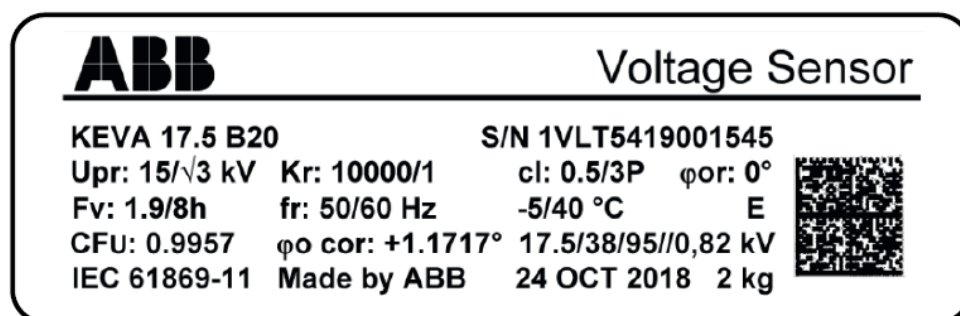 ABB Voltage Sensor
KEVA 17.5 B20 S/N 1VLT5419001545
Upr: 15/√3 kV Kr: 10000/1 cl: 0.5/3P φor: 0°
Fv: 1.9/8h fr: 50/60 Hz -5/40 °C E
CFU: 0.9957 φo cor: +1.1717° 17.5/38/95//0,82 kV
IEC 61869-11 Made by ABB 24 OCT 2018 2 kg